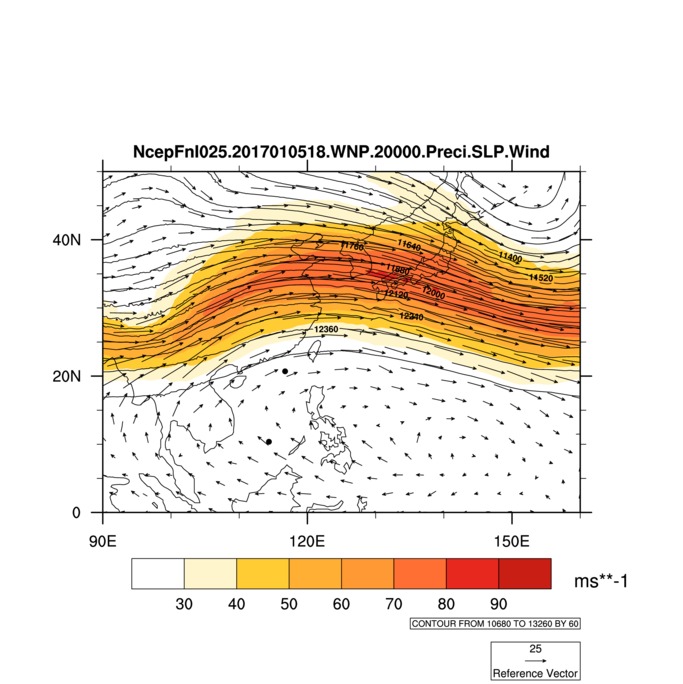 NcepFnl025.2017010518.WNP.20000.Preci.SLP.Wind
40N
20N
0
90E 120E 150E
11760
11640
11400
11880
11520
12120
12000
12240
12360
30 40 50 60 70 80 90
ms**-1
CONTOUR FROM 10680 TO 13260 BY 60
25
Reference Vector